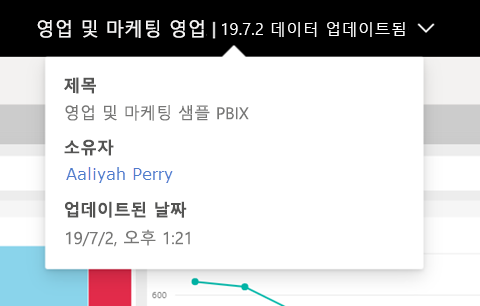 영업 및 마케팅 영업 | 19.7.2 데이터 업데이트됨
제목
영업 및 마케팅 샘플 PBIX
소유자
Aaliyah Perry
업데이트된 날짜
19/7/2, 오후 1:21
600